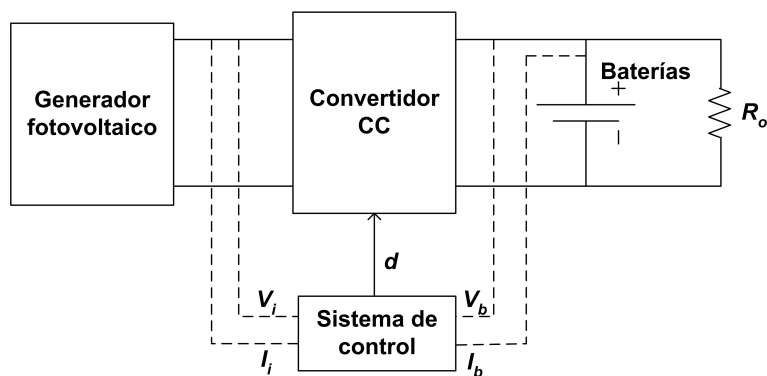 Generador
fotovoltaico
Convertidor
CC
Baterías
+
R_o
d
V_i
V_b
Sistema de
control
I_i
I_b